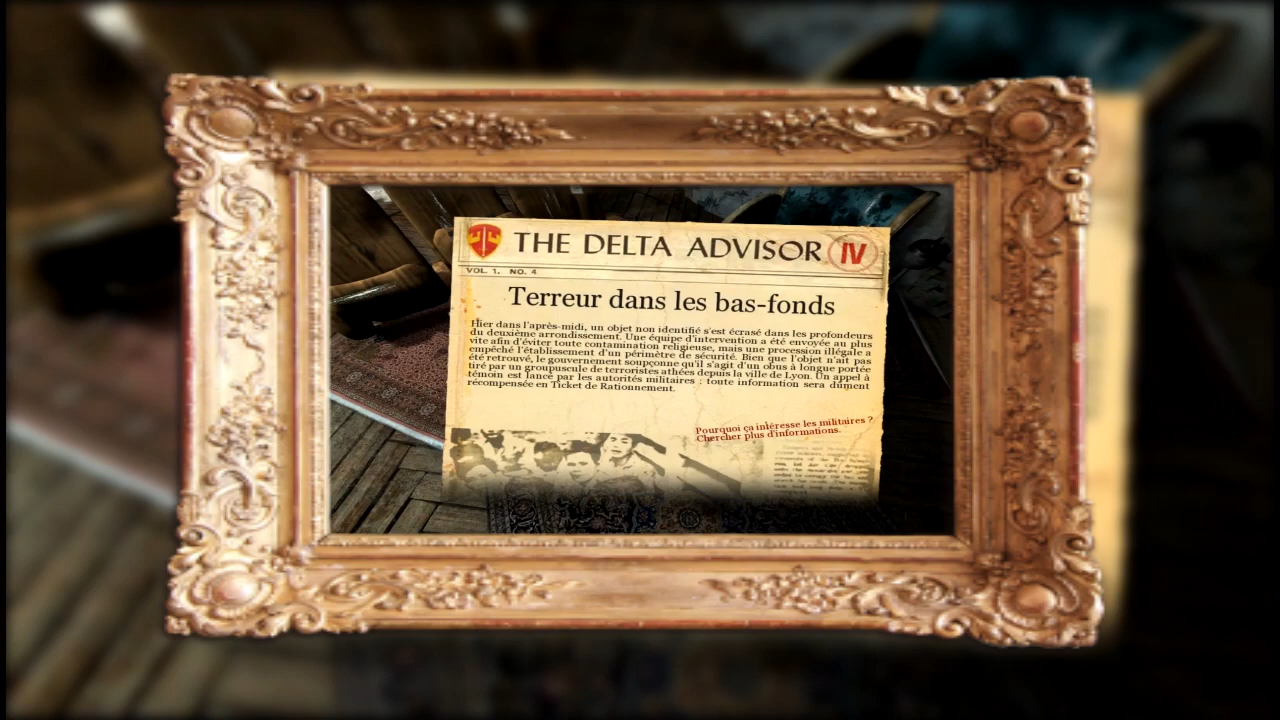 THE DELTA ADVISOR IV
VOL. 1. NO. 4
Terreur dans les bas-fonds
Hier dans l'après-midi, un objet non identifié s'est écrasé dans les profondeurs
du deuxième arrondissement. Une équipe d'intervention a été envoyée au plus
vite afin d'éviter toute contamination religieuse, mais une procession illégale a
empêché l'établissement d'un périmètre de sécurité. Bien que l'objet n'ait pas
été retrouvé, le gouvernement soupçonne qu'il s'agit d'un obus à longue portée
tiré par un groupuscule de terroristes athées depuis la ville de Lyon. Un appel à
témoin est lancé par les autorités militaires ; toute information sera dûment
récompensée en Ticket de Rationnement.
Pourquoi ça intéresse les militaires ?
Chercher plus d'informations.